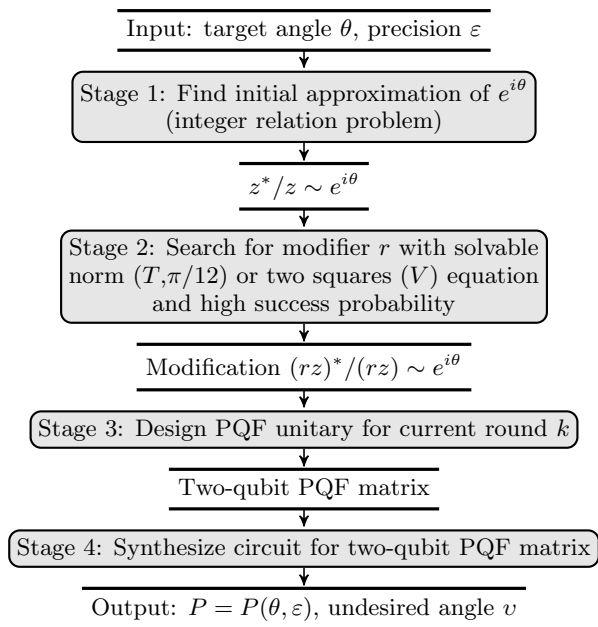 Input: target angle θ, precision ε
Stage 1: Find initial approximation of e^{iθ}
(integer relation problem)
z*/z ∼ e^{iθ}
Stage 2: Search for modifier r with solvable
norm (T,π/12) or two squares (V) equation
and high success probability
Modification (rz)*/(rz) ∼ e^{iθ}
Stage 3: Design PQF unitary for current round k
Two-qubit PQF matrix
Stage 4: Synthesize circuit for two-qubit PQF matrix
Output: P = P(θ, ε), undesired angle υ